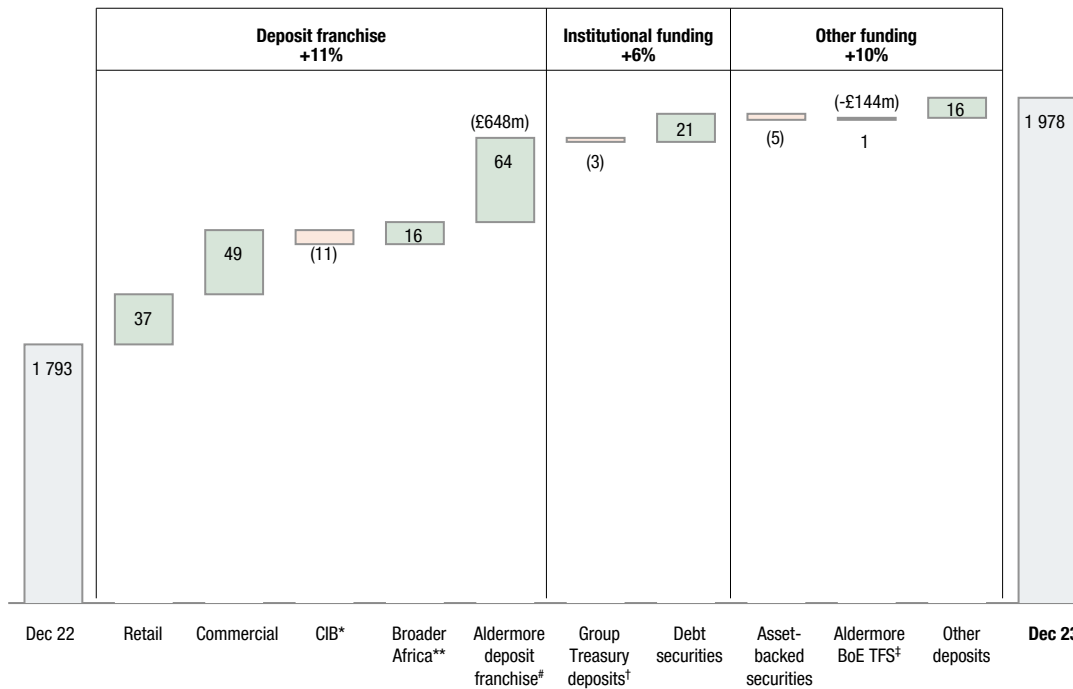 Deposit franchise
+11%
Institutional funding
+6%
Other funding
+10%
1 793
37
49
(11)
16
(£648m)
64
(3)
21
(5)
(-£144m)
1
16
1 978
Dec 22
Retail
Commercial
CIB*
Broader
Africa**
Aldermore
deposit
franchise#
Group
Treasury
deposits†
Debt
securities
Asset-
backed
securities
Aldermore
BoE TFS‡
Other
deposits
Dec 23